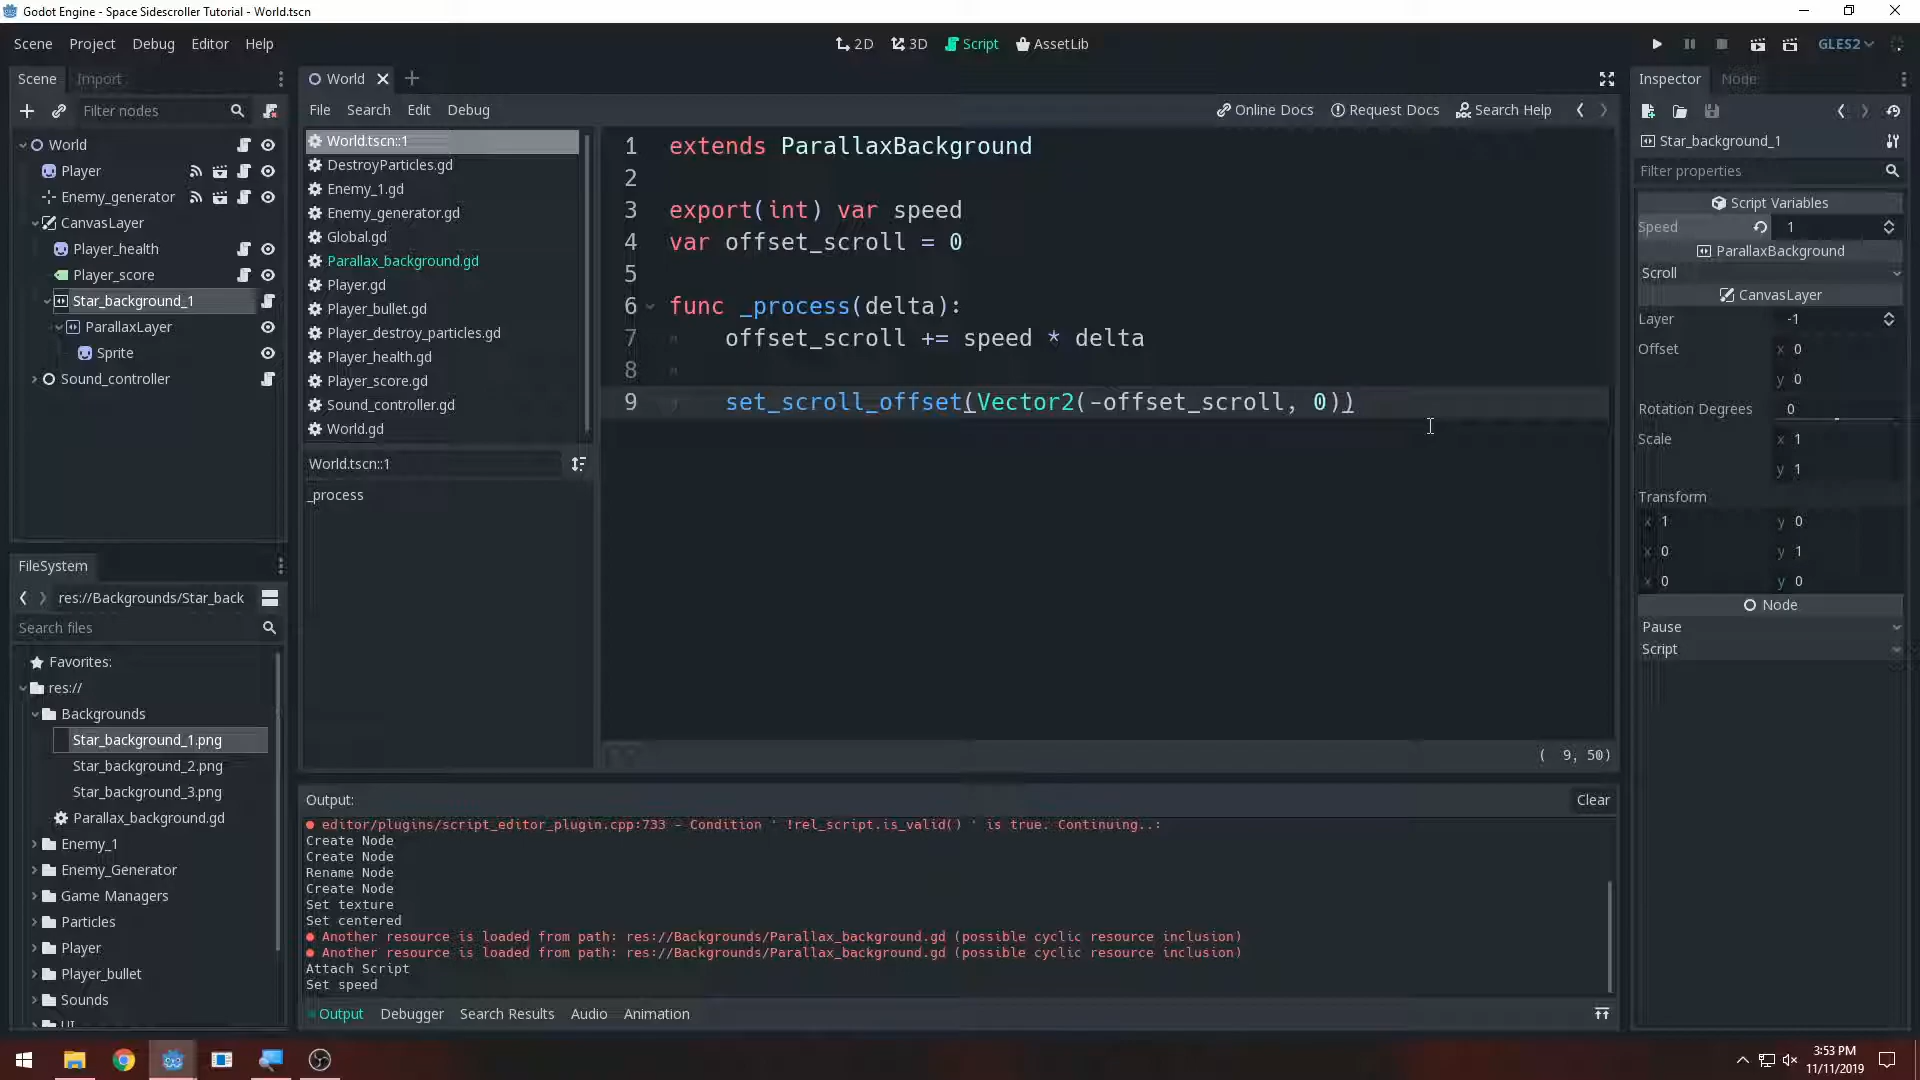 Godot Engine - Space Sidescroller Tutorial - World.tscn
Scene Project Debug Editor Help
2D 3D Script AssetLib
GLES2
Scene Import
Filter nodes
World
Player
Enemy_generator
CanvasLayer
Player_health
Player_score
Star_background_1
ParallaxLayer
Sprite
Sound_controller
FileSystem
res://Backgrounds/Star_back
Search files
Favorites:
res://
Backgrounds
Star_background_1.png
Star_background_2.png
Star_background_3.png
Parallax_background.gd
Enemy_1
Enemy_Generator
Game Managers
Particles
Player
Player_bullet
Sounds
UI
World
File Search Edit Debug
Online Docs Request Docs Search Help
World.tscn::1
DestroyParticles.gd
Enemy_1.gd
Enemy_generator.gd
Global.gd
Parallax_background.gd
Player.gd
Player_bullet.gd
Player_destroy_particles.gd
Player_health.gd
Player_score.gd
Sound_controller.gd
World.gd
World.tscn::1
_process
1 extends ParallaxBackground
2
3 export(int) var speed
4 var offset_scroll = 0
5
6 func _process(delta):
7 offset_scroll += speed * delta
8
9 set_scroll_offset(Vector2(-offset_scroll, 0))
( 9, 50)
Output:
Clear
editor/plugins/script_editor_plugin.cpp:733 - Condition ' !rel_script.is_valid() ' is true. Continuing..:
Create Node
Create Node
Rename Node
Create Node
Set texture
Set centered
Another resource is loaded from path: res://Backgrounds/Parallax_background.gd (possible cyclic resource inclusion)
Another resource is loaded from path: res://Backgrounds/Parallax_background.gd (possible cyclic resource inclusion)
Attach Script
Set speed
Output Debugger Search Results Audio Animation
Inspector Node
Star_background_1
Filter properties
Script Variables
Speed 1
ParallaxBackground
Scroll
CanvasLayer
Layer -1
Offset x 0
y 0
Rotation Degrees 0
Scale x 1
y 1
Transform
x 1 y 0
x 0 y 1
x 0 y 0
Node
Pause
Script
3:53 PM
11/11/2019